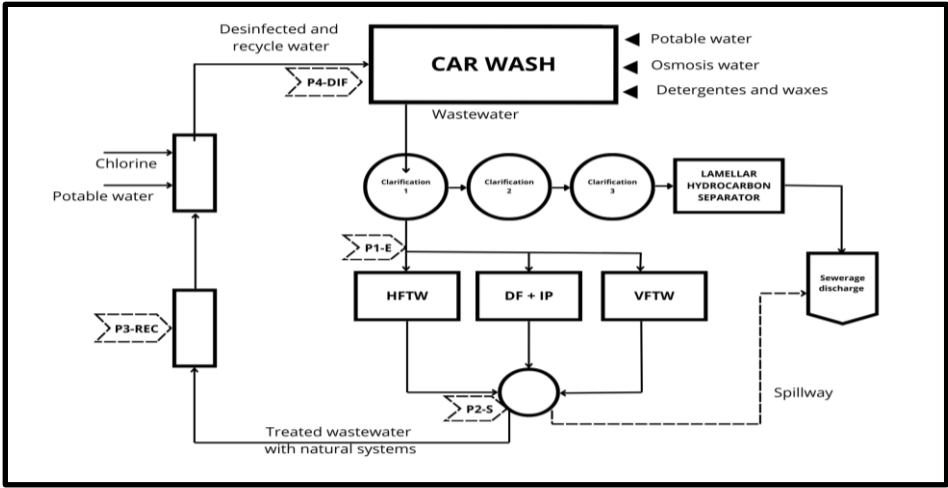 Desinfected and
recycle water
P4-DIF
CAR WASH
Potable water
Osmosis water
Detergentes and waxes
Wastewater
Chlorine
Potable water
Clarification
1
Clarification
2
Clarification
3
LAMELLAR
HYDROCARBON
SEPARATOR
P1-E
HFTW
DF + IP
VFTW
Sewerage
discharge
P3-REC
P2-S
Spillway
Treated wastewater
with natural systems